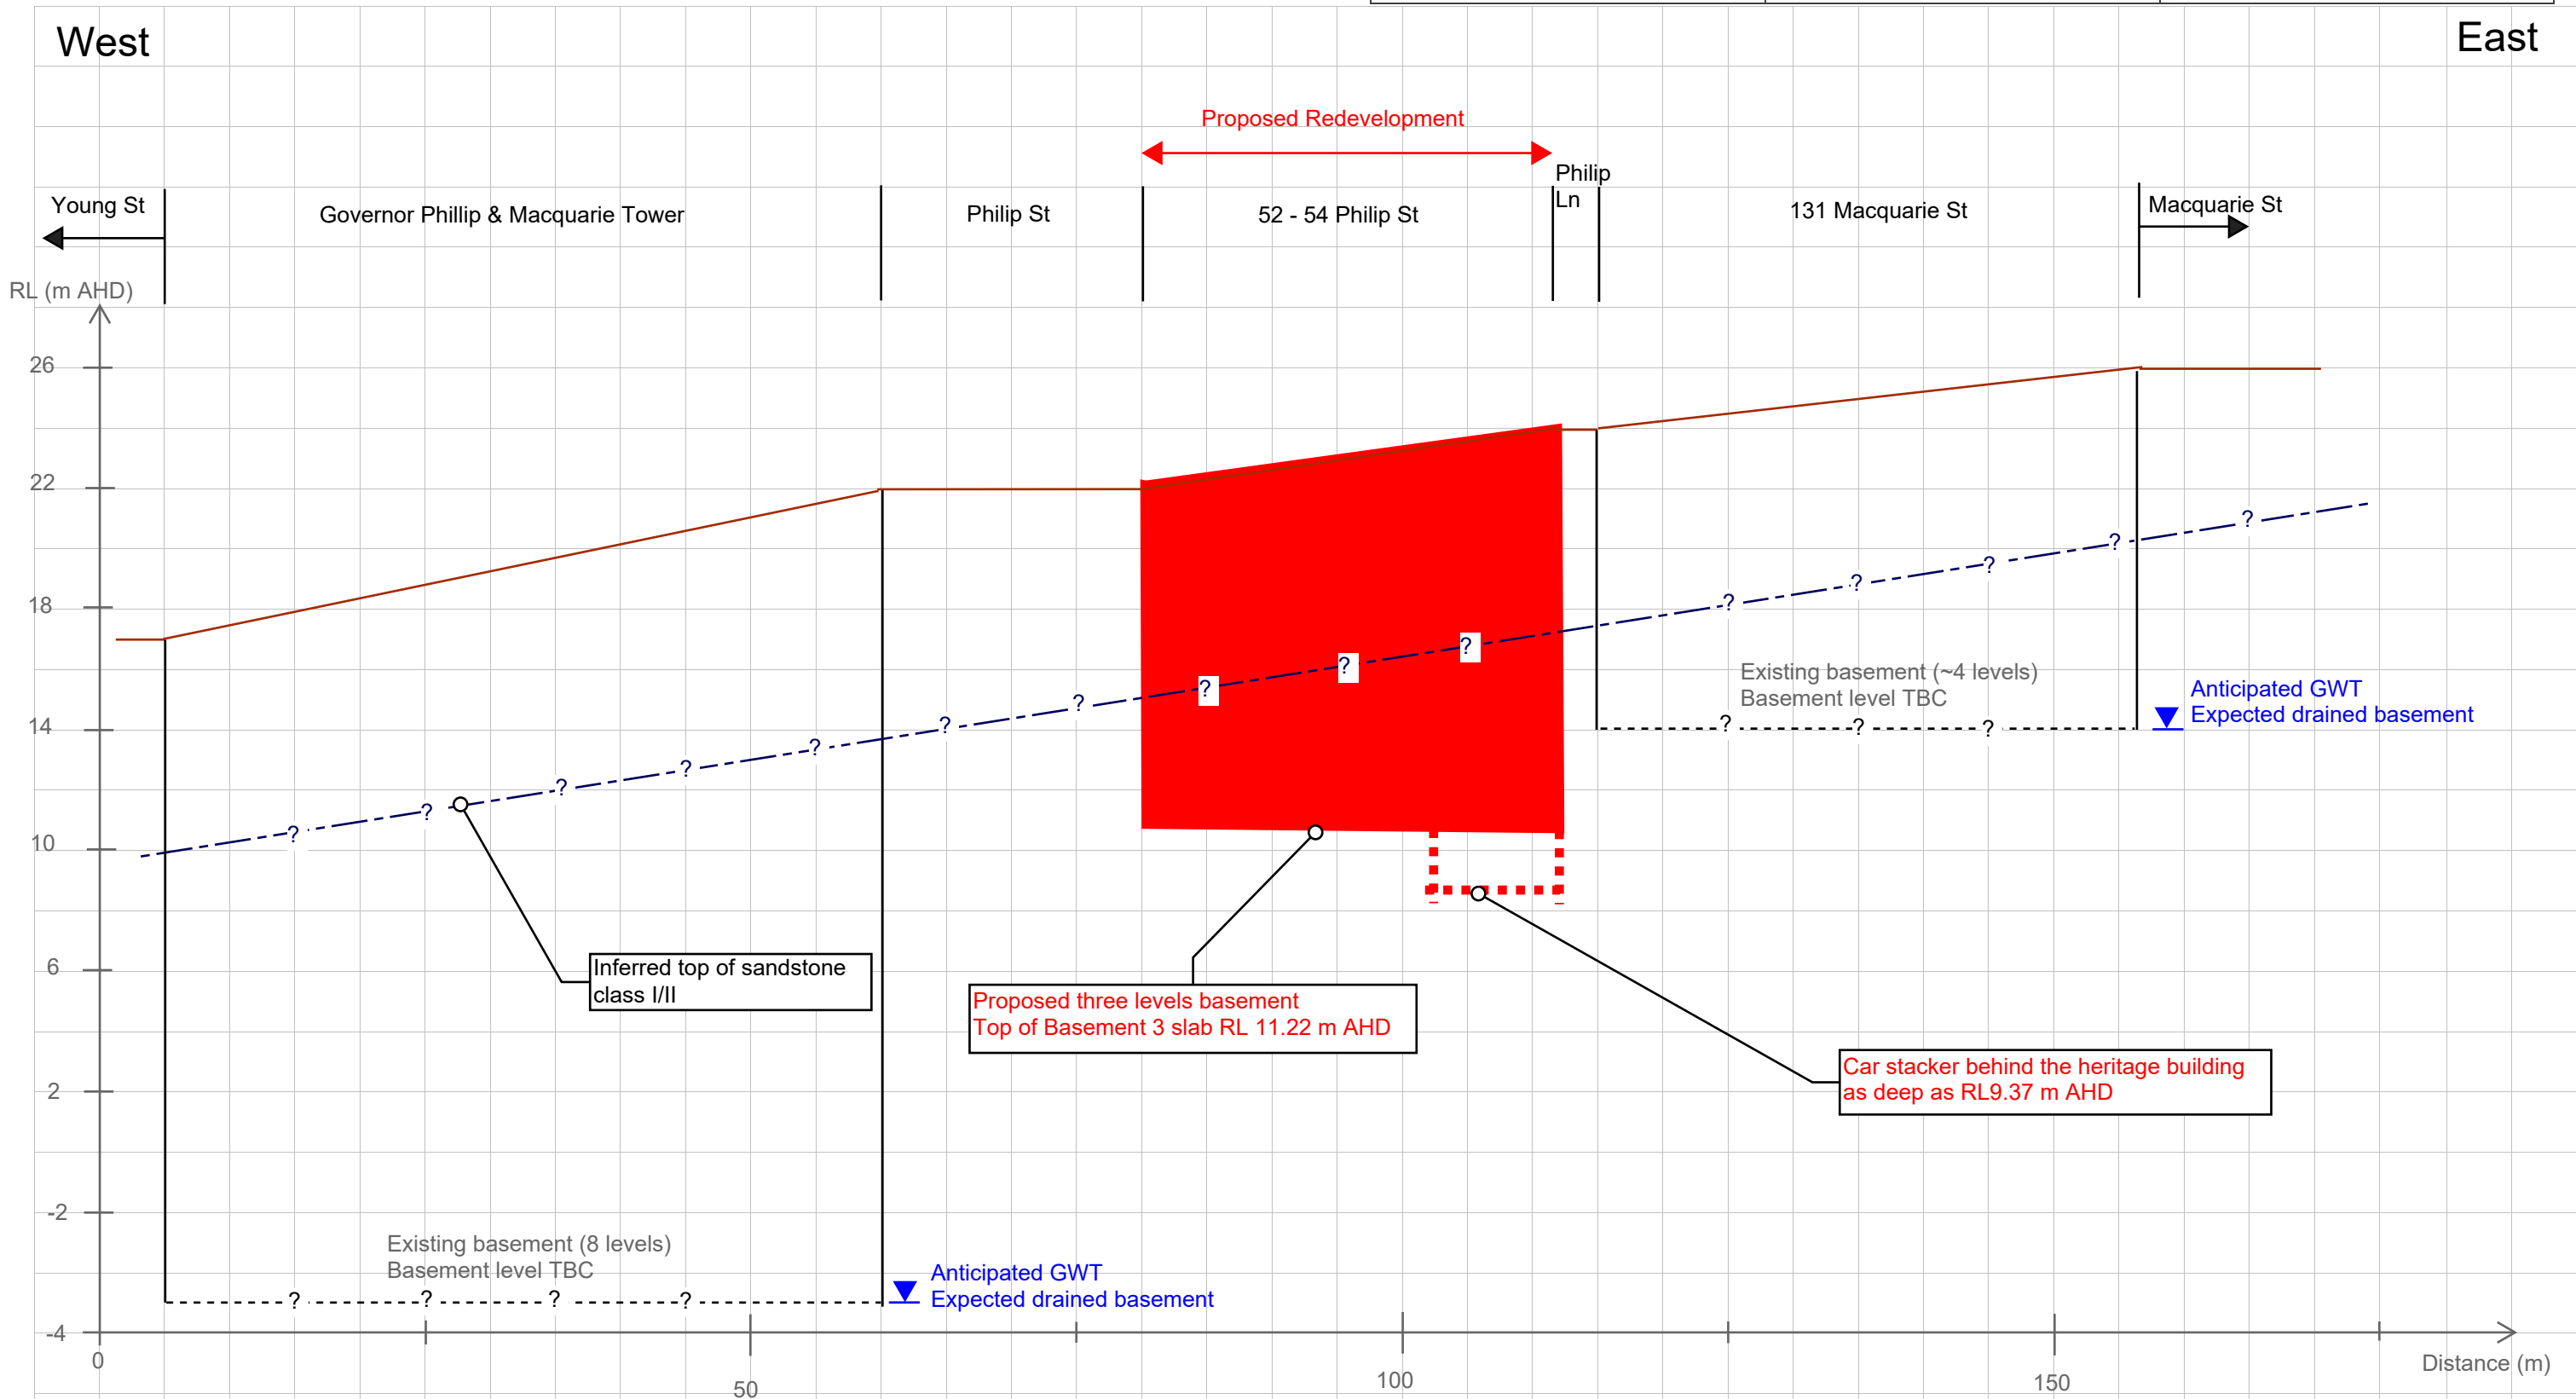 West
East
Proposed Redevelopment
Young St
Governor Phillip & Macquarie Tower
Philip St
52 - 54 Philip St
Philip
Ln
131 Macquarie St
Macquarie St
RL (m AHD)
26
22
18
14
10
6
2
-2
-4
? ? ? ? ? ? ? ? ? ? ? ? ? ? ? ?
Existing basement (~4 levels)
Basement level TBC
? ? ?
Anticipated GWT
Expected drained basement
Inferred top of sandstone
class I/II
Proposed three levels basement
Top of Basement 3 slab RL 11.22 m AHD
Car stacker behind the heritage building
as deep as RL9.37 m AHD
Existing basement (8 levels)
Basement level TBC
? ? ? ?
Anticipated GWT
Expected drained basement
0
50
100
150
Distance (m)